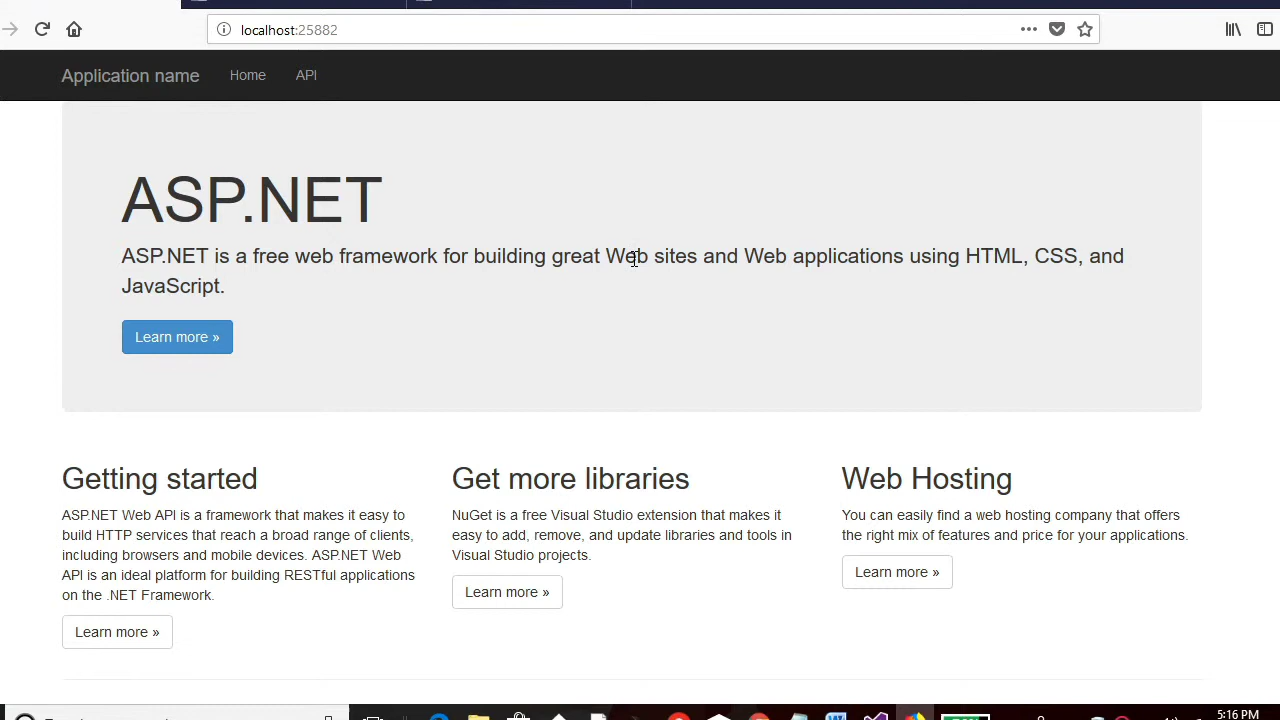 localhost:25882
Application name Home API
ASP.NET
ASP.NET is a free web framework for building great Web sites and Web applications using HTML, CSS, and
JavaScript.
Learn more »
Getting started
ASP.NET Web API is a framework that makes it easy to
build HTTP services that reach a broad range of clients,
including browsers and mobile devices. ASP.NET Web
API is an ideal platform for building RESTful applications
on the .NET Framework.
Learn more »
Get more libraries
NuGet is a free Visual Studio extension that makes it
easy to add, remove, and update libraries and tools in
Visual Studio projects.
Learn more »
Web Hosting
You can easily find a web hosting company that offers
the right mix of features and price for your applications.
Learn more »
5:16 PM